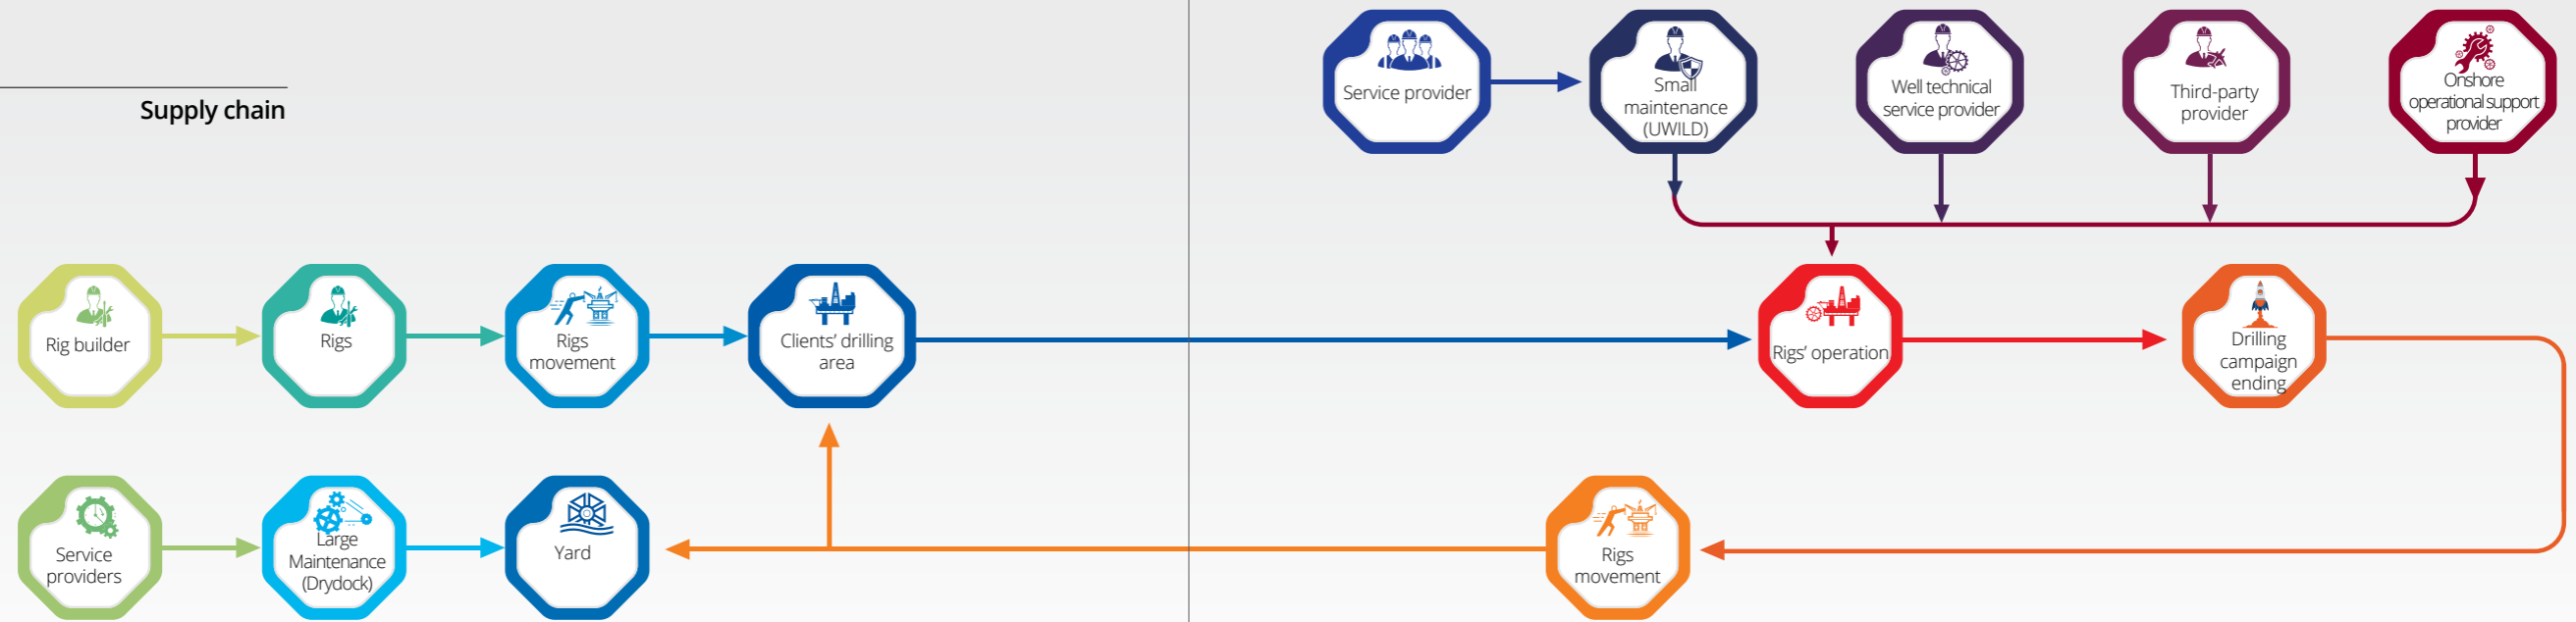 Supply chain
Service provider
Small
maintenance
(UWILD)
Well technical
service provider
Third-party
provider
Onshore
operational support
provider
Rig builder
Rigs
Rigs
movement
Clients’ drilling
area
Rigs’ operation
Drilling
campaign
ending
Service
providers
Large
Maintenance
(Drydock)
Yard
Rigs
movement